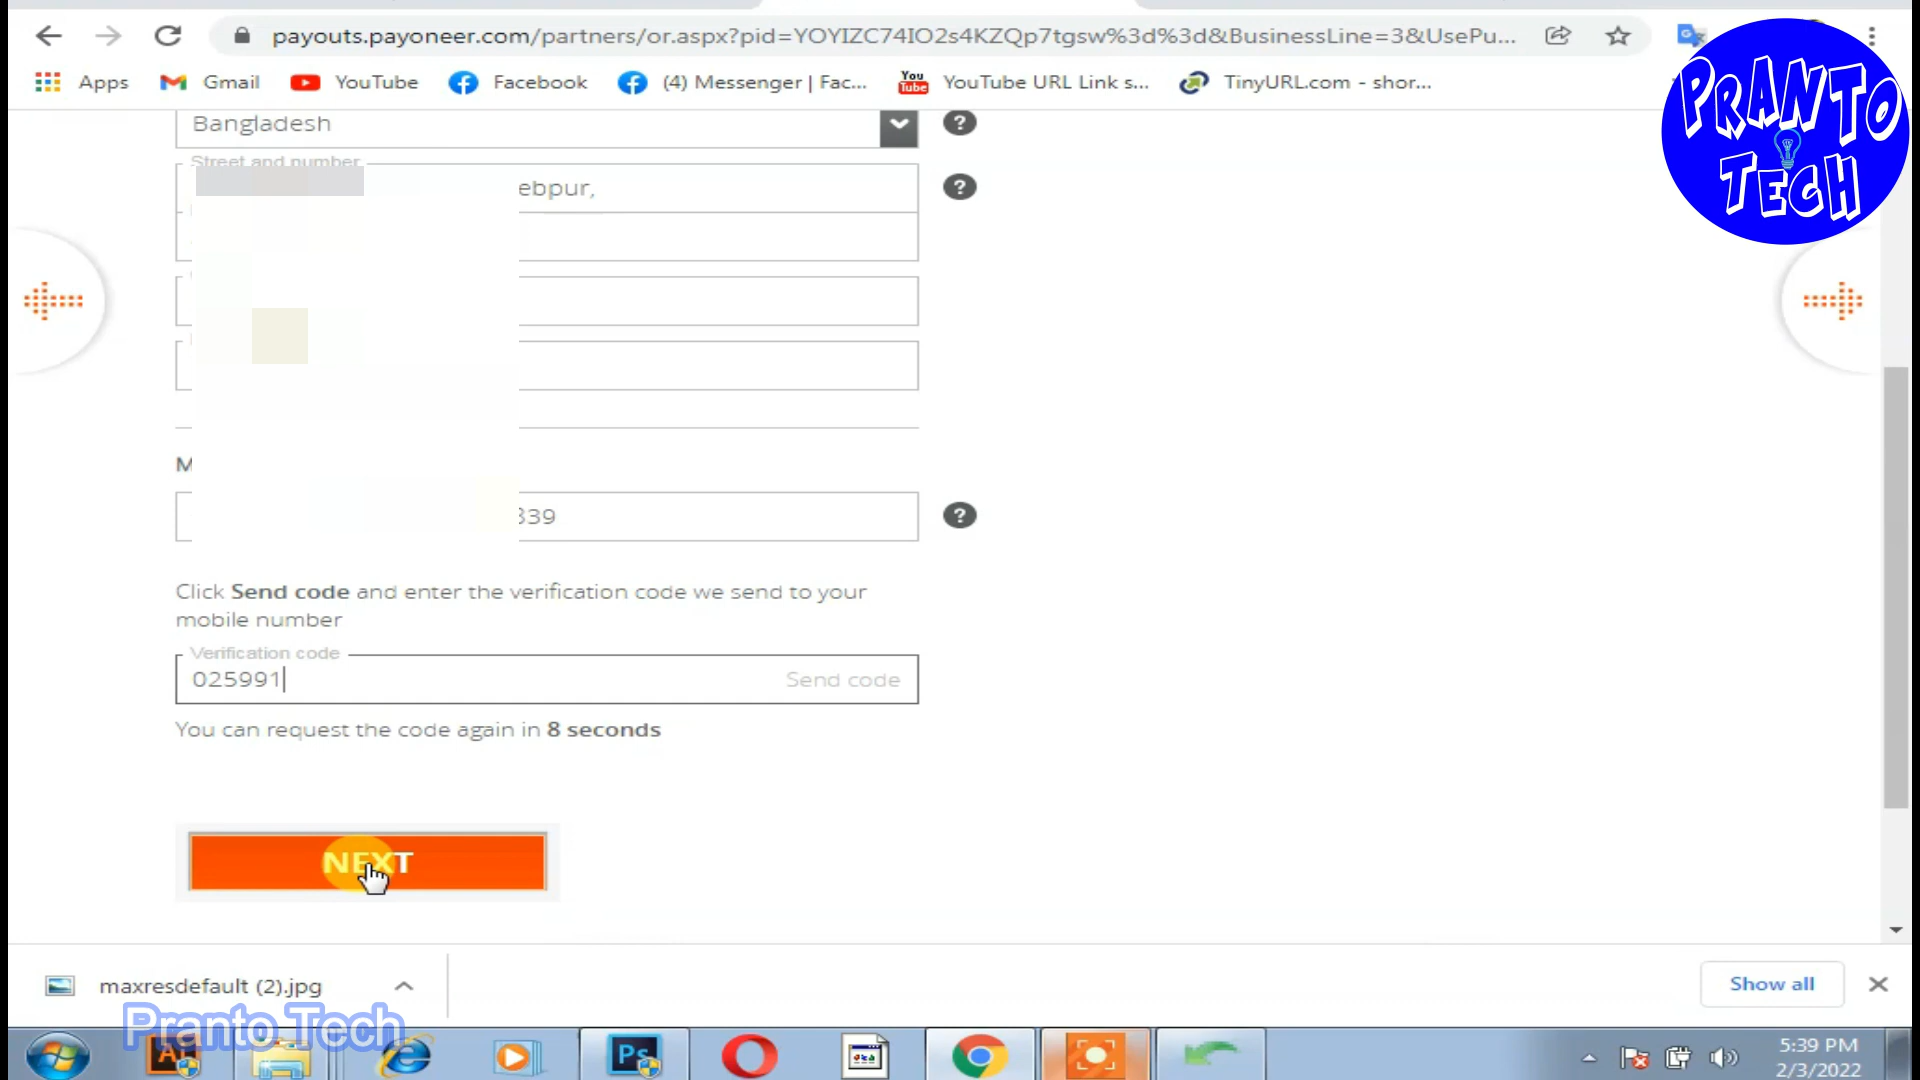 payouts.payoneer.com/partners/or.aspx?pid=YOYIZC74IO2s4KZQp7tgsw%3d%3d&BusinessLine=3&UsePu...
Apps
Gmail
YouTube
Facebook
(4) Messenger | Fac...
You Tube
YouTube URL Link s...
TinyURL.com - shor...
PRANTO
TECH
Bangladesh
?
Street and number
ebpur,
?
M
339
?
Click Send code and enter the verification code we send to your
mobile number
Verification code
025991
Send code
You can request the code again in 8 seconds
NEXT
maxresdefault (2).jpg
Show all
Pranto Tech
Ai
Ps
5:39 PM
2/3/2022